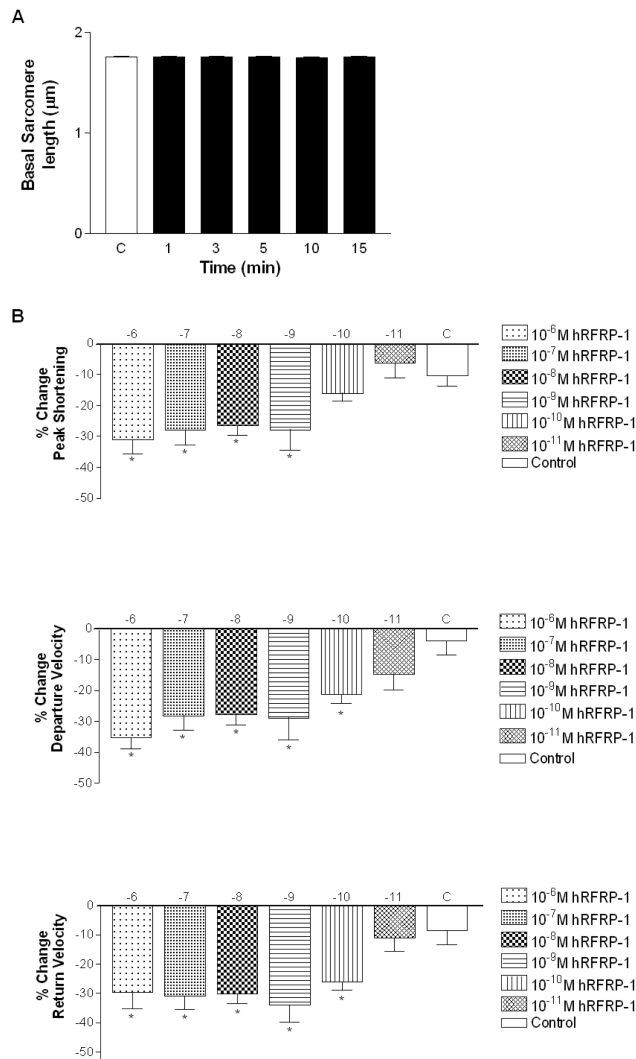 A
Basal Sarcomere
length (µm)
2
1
0
C 1 3 5 10 15
Time (min)
B
% Change
Peak Shortening
-6 -7 -8 -9 -10 -11 C
0
-10
-20
-30
-40
-50
* * * *
10-6M hRFRP-1
10-7M hRFRP-1
10-8M hRFRP-1
10-9M hRFRP-1
10-10M hRFRP-1
10-11M hRFRP-1
Control
% Change
Departure Velocity
-6 -7 -8 -9 -10 -11 C
0
-10
-20
-30
-40
-50
* * * * *
10-6M hRFRP-1
10-7M hRFRP-1
10-8M hRFRP-1
10-9M hRFRP-1
10-10M hRFRP-1
10-11M hRFRP-1
Control
% Change
Return Velocity
-6 -7 -8 -9 -10 -11 C
0
-10
-20
-30
-40
-50
* * * * *
10-6M hRFRP-1
10-7M hRFRP-1
10-8M hRFRP-1
10-9M hRFRP-1
10-10M hRFRP-1
10-11M hRFRP-1
Control